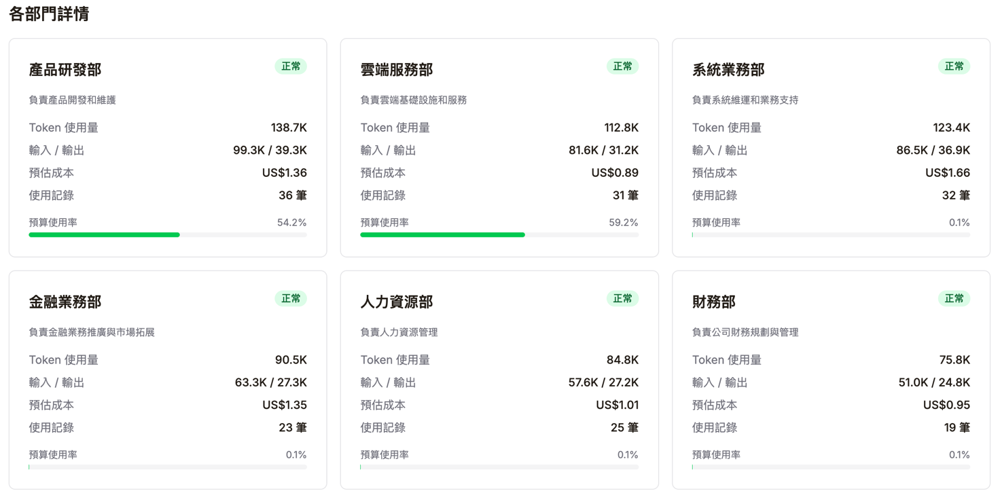 各部門詳情
產品研發部 正常
負責產品開發和維護
Token 使用量 138.7K
輸入 / 輸出 99.3K / 39.3K
預估成本 US$1.36
使用記錄 36 筆
預算使用率 54.2%
雲端服務部 正常
負責雲端基礎設施和服務
Token 使用量 112.8K
輸入 / 輸出 81.6K / 31.2K
預估成本 US$0.89
使用記錄 31 筆
預算使用率 59.2%
系統業務部 正常
負責系統維運和業務支持
Token 使用量 123.4K
輸入 / 輸出 86.5K / 36.9K
預估成本 US$1.66
使用記錄 32 筆
預算使用率 0.1%
金融業務部 正常
負責金融業務推廣與市場拓展
Token 使用量 90.5K
輸入 / 輸出 63.3K / 27.3K
預估成本 US$1.35
使用記錄 23 筆
預算使用率 0.1%
人力資源部 正常
負責人力資源管理
Token 使用量 84.8K
輸入 / 輸出 57.6K / 27.2K
預估成本 US$1.01
使用記錄 25 筆
預算使用率 0.1%
財務部 正常
負責公司財務規劃與管理
Token 使用量 75.8K
輸入 / 輸出 51.0K / 24.8K
預估成本 US$0.95
使用記錄 19 筆
預算使用率 0.1%